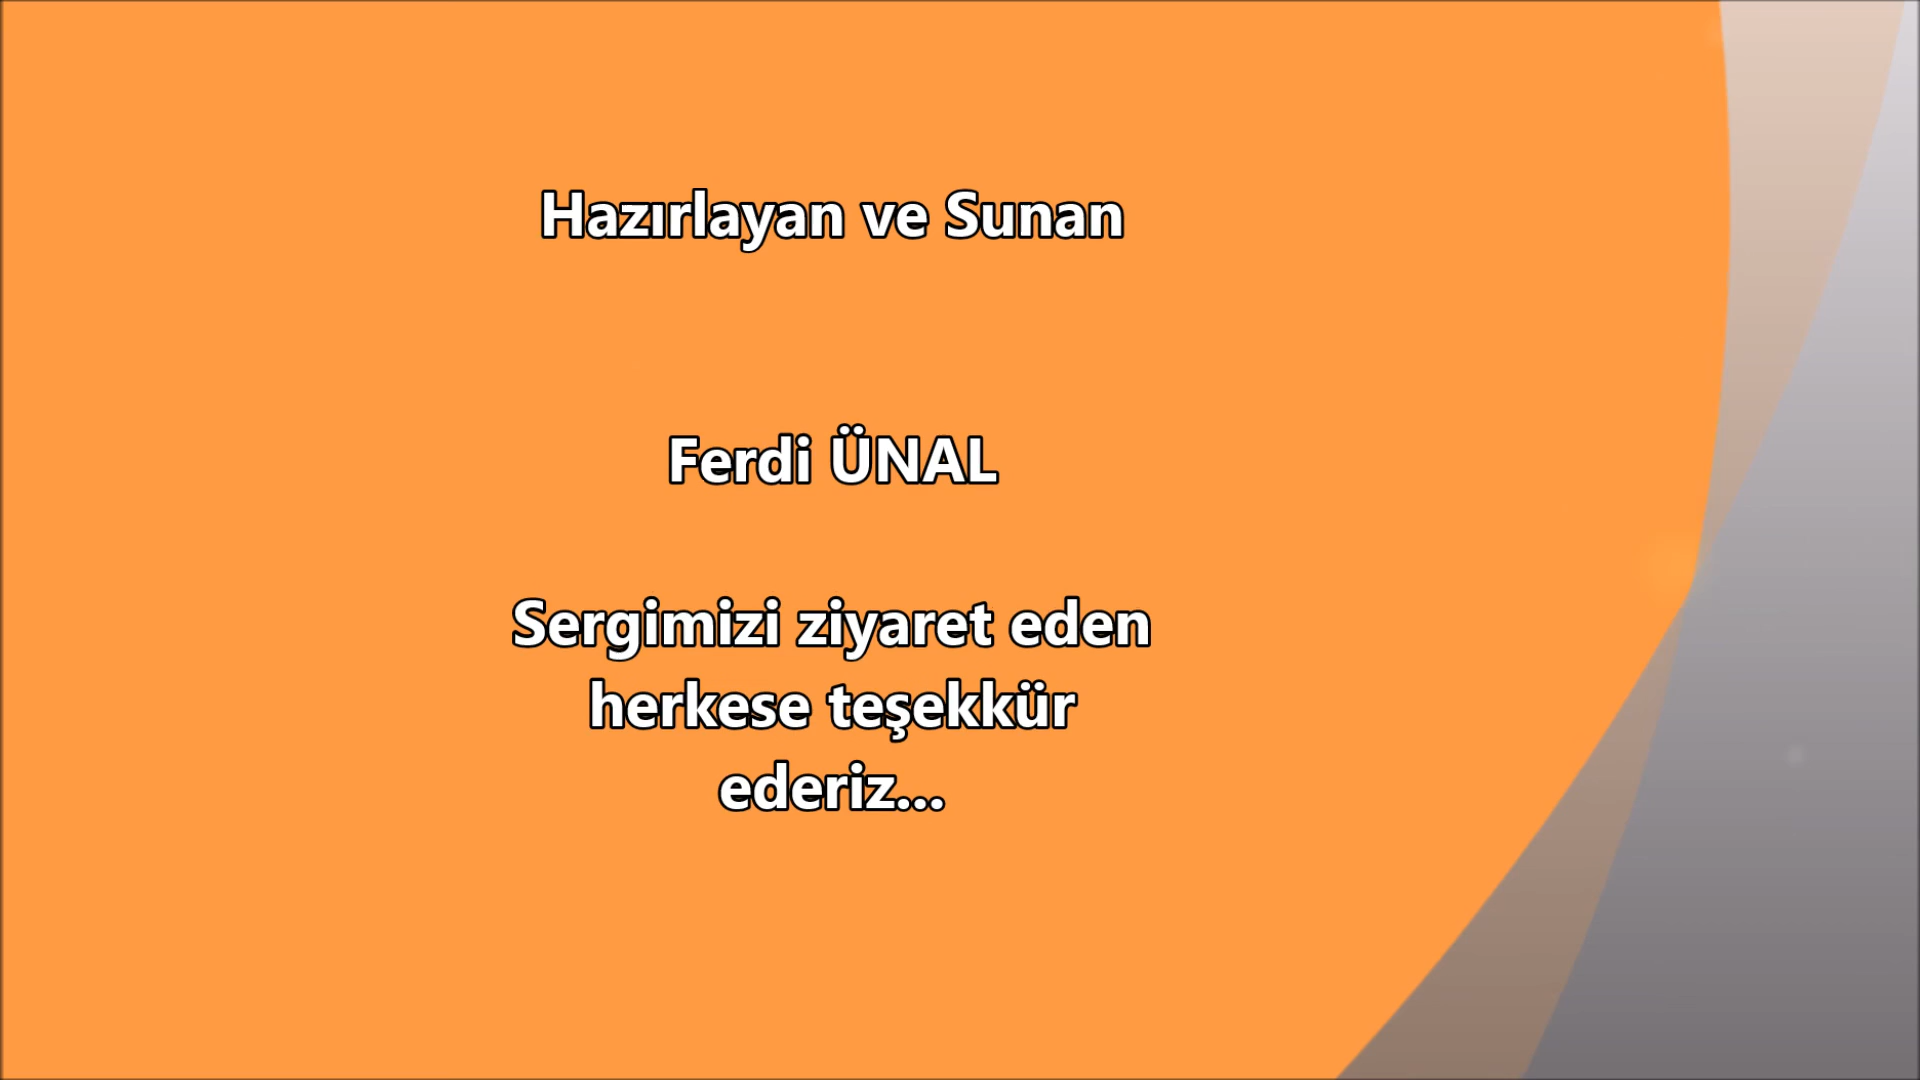 Hazırlayan ve Sunan
Ferdi ÜNAL
Sergimizi ziyaret eden
herkese teşekkür
ederiz...